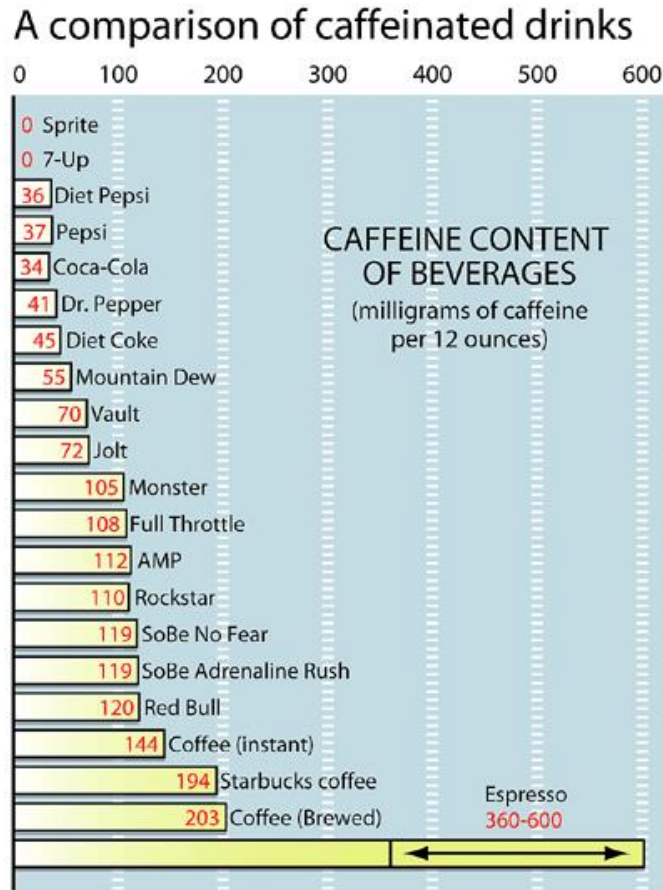 A comparison of caffeinated drinks
0 100 200 300 400 500 600
0 Sprite
0 7-Up
36 Diet Pepsi
37 Pepsi
34 Coca-Cola
41 Dr. Pepper
45 Diet Coke
55 Mountain Dew
70 Vault
72 Jolt
105 Monster
108 Full Throttle
112 AMP
110 Rockstar
119 SoBe No Fear
119 SoBe Adrenaline Rush
120 Red Bull
144 Coffee (instant)
194 Starbucks coffee
203 Coffee (Brewed)
CAFFEINE CONTENT
OF BEVERAGES
(milligrams of caffeine
per 12 ounces)
Espresso
360-600